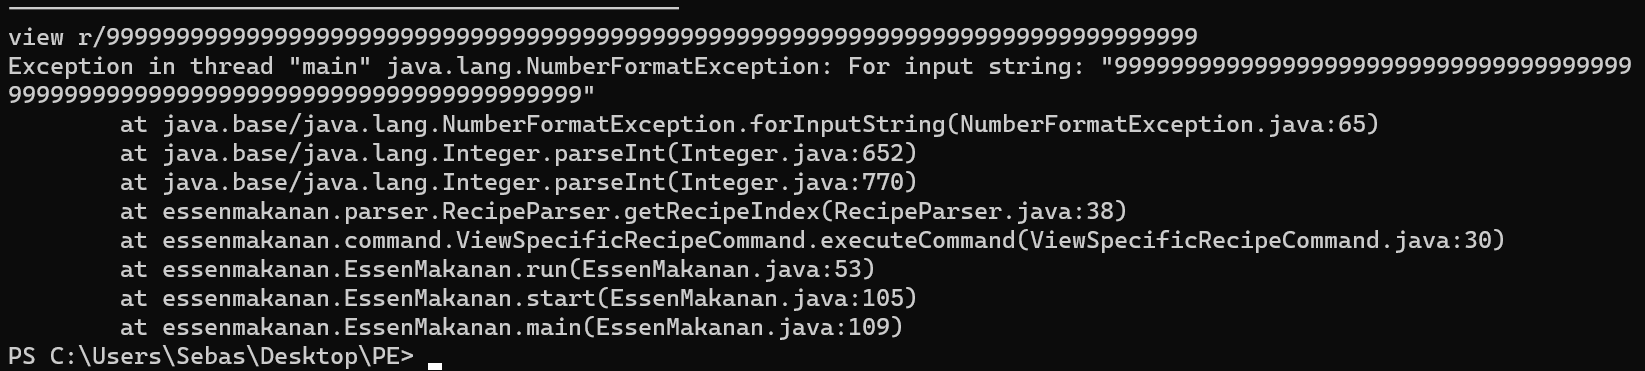 view r/999999999999999999999999999999999999999999999999999999999999999999999999999999
Exception in thread "main" java.lang.NumberFormatException: For input string: "9999999999999999999999999999999999999
99999999999999999999999999999999999999999"
at java.base/java.lang.NumberFormatException.forInputString(NumberFormatException.java:65)
at java.base/java.lang.Integer.parseInt(Integer.java:652)
at java.base/java.lang.Integer.parseInt(Integer.java:770)
at essenmakanan.parser.RecipeParser.getRecipeIndex(RecipeParser.java:38)
at essenmakanan.command.ViewSpecificRecipeCommand.executeCommand(ViewSpecificRecipeCommand.java:30)
at essenmakanan.EssenMakanan.run(EssenMakanan.java:53)
at essenmakanan.EssenMakanan.start(EssenMakanan.java:105)
at essenmakanan.EssenMakanan.main(EssenMakanan.java:109)
PS C:\Users\Sebas\Desktop\PE>